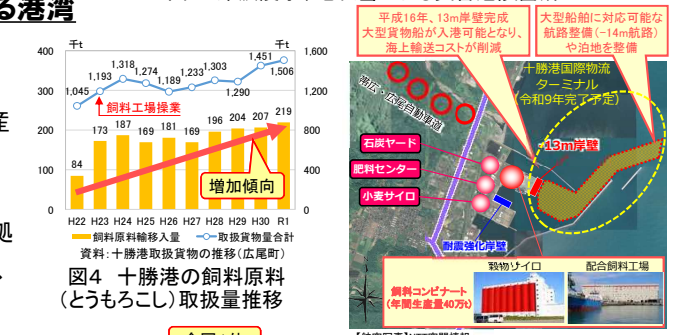 る港湾
産
処
千t
千t
400
300
200
100
0
1,600
1,200
800
400
0
1,045
1,193
1,318
1,274
1,189
1,233
1,303
1,290
1,451
1,506
飼料工場操業
84
173
187
169
181
169
196
204
207
219
増加傾向
H22 H23 H24 H25 H26 H27 H28 H29 H30 R1
飼料原料輸移入量 取扱貨物量合計
資料:十勝港取扱貨物の推移(広尾町)
図4 十勝港の飼料原料
(とうもろこし)取扱量推移
平成16年、13m岸壁完成
大型貨物船が入港可能となり、
海上輸送コストが削減
大型船舶に対応可能な
航路整備(-14m航路)
や泊地を整備
十勝港国際物流
ターミナル
(令和9年完了予定)
帯広・広尾自動車道
石炭ヤード
肥料センター
小麦サイロ
-13m岸壁
耐震強化岸壁
穀物サイロ
配合飼料工場
飼料コンビナート
(年間生産量40万t)